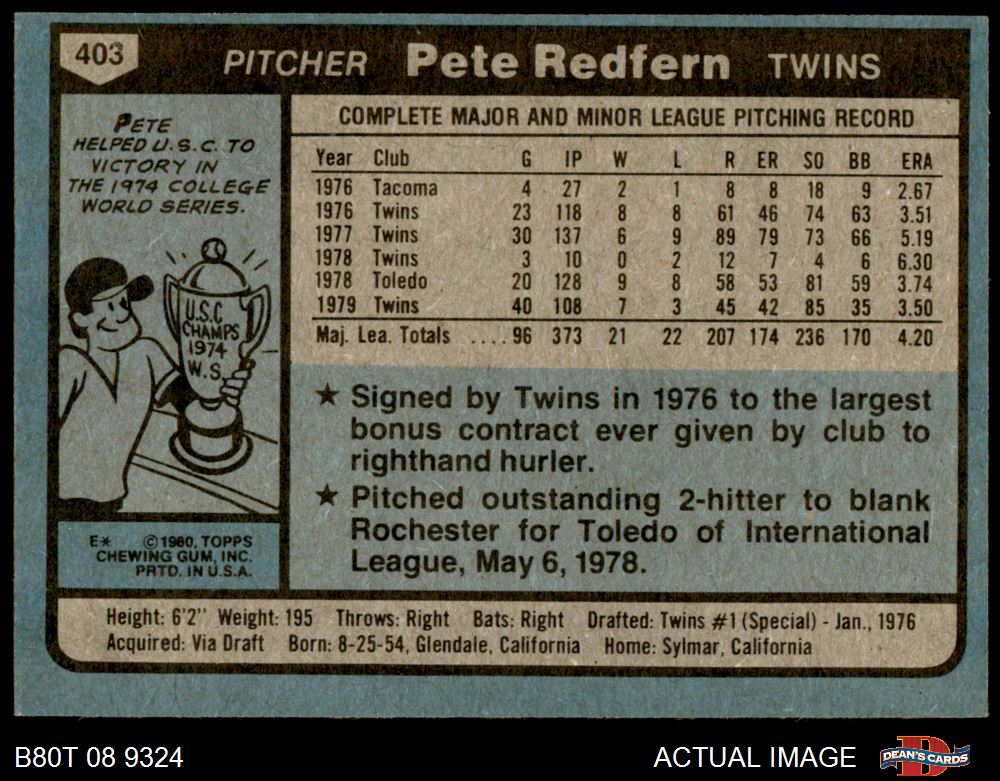 403
PITCHER Pete Redfern TWINS
PETE
HELPED U.S.C. TO
VICTORY IN
THE 1974 COLLEGE
WORLD SERIES.
U.S.C
CHAMPS
1974
W.S.
E* ©1980, TOPPS
CHEWING GUM, INC.
PRTD. IN U.S.A.
COMPLETE MAJOR AND MINOR LEAGUE PITCHING RECORD
Year Club G IP W L R ER SO BB ERA
1976 Tacoma 4 27 2 1 8 8 18 9 2.67
1976 Twins 23 118 8 8 61 46 74 63 3.51
1977 Twins 30 137 6 9 89 79 73 66 5.19
1978 Twins 3 10 0 2 12 7 4 6 6.30
1978 Toledo 20 128 9 8 58 53 81 59 3.74
1979 Twins 40 108 7 3 45 42 85 35 3.50
Maj. Lea. Totals ....96 373 21 22 207 174 236 170 4.20
★ Signed by Twins in 1976 to the largest
bonus contract ever given by club to
righthand hurler.
★ Pitched outstanding 2-hitter to blank
Rochester for Toledo of International
League, May 6, 1978.
Height: 6'2" Weight: 195 Throws: Right Bats: Right Drafted: Twins #1 (Special) - Jan., 1976
Acquired: Via Draft Born: 8-25-54, Glendale, California Home: Sylmar, California
B80T 08 9324
ACTUAL IMAGE
D
DEAN'S CARDS